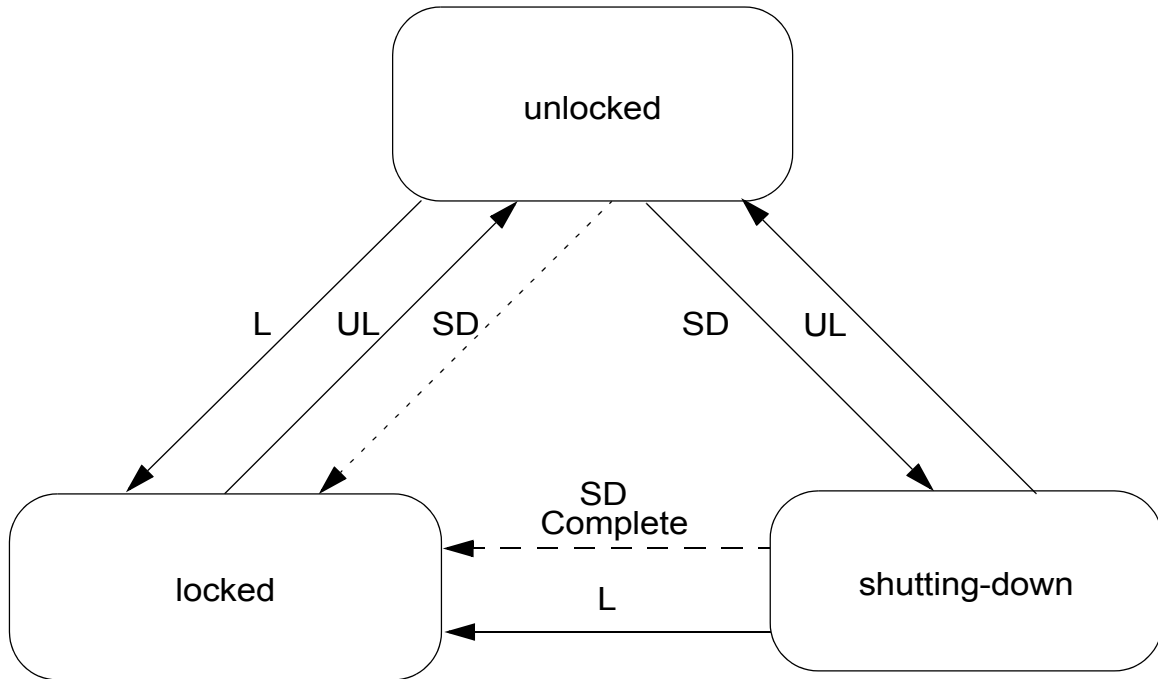 unlocked
L
UL
SD
SD
UL
SD
Complete
locked
L
shutting-down